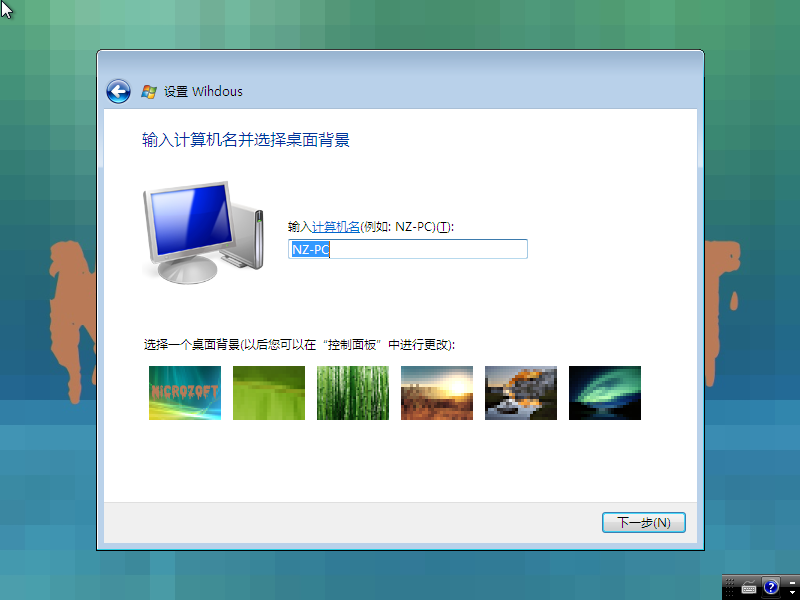 设置 Wihdous
输入计算机名并选择桌面背景
输入计算机名(例如: NZ-PC)(T):
NZ-PC
选择一个桌面背景(以后您可以在“控制面板”中进行更改):
NICROZOFT
下一步(N)